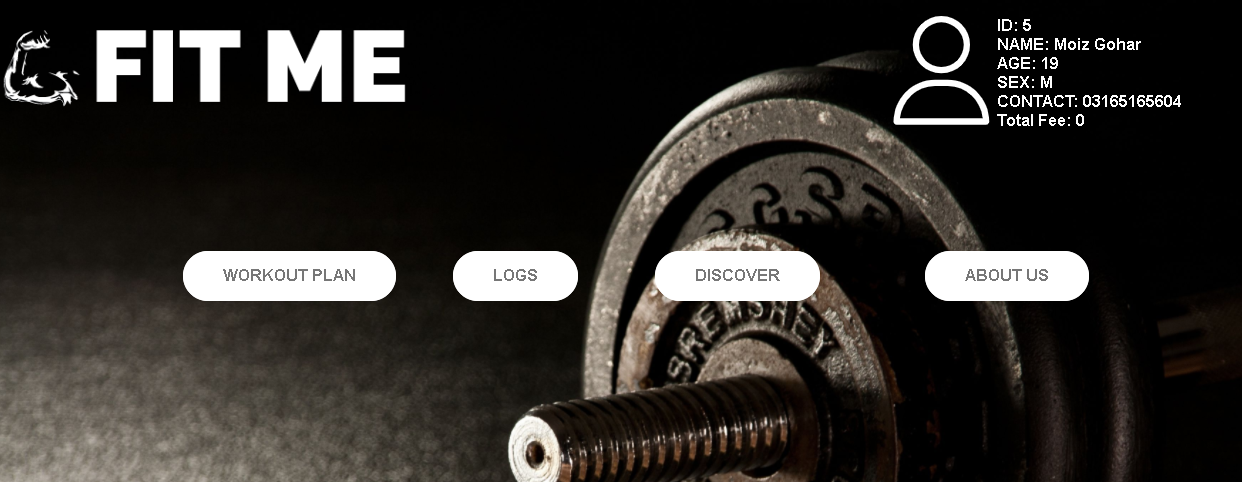 FIT ME
ID: 5
NAME: Moiz Gohar
AGE: 19
SEX: M
CONTACT: 03165165604
Total Fee: 0
WORKOUT PLAN
LOGS
DISCOVER
ABOUT US
BREMSHEY